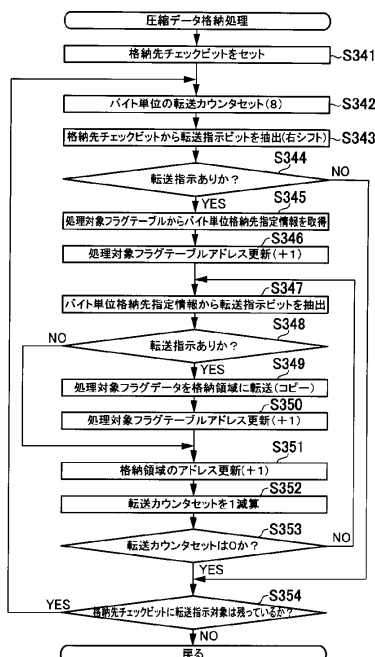 圧縮データ格納処理
格納先チェックビットをセット
S341
バイト単位の転送カウンタセット(8)
S342
格納先チェックビットから転送指示ビットを抽出(右シフト)
S343
S344
転送指示ありか?
NO
YES
S345
処理対象フラグテーブルからバイト単位格納先指定情報を取得
S346
処理対象フラグテーブルアドレス更新(+1)
S347
バイト単位格納先指定情報から転送指示ビットを抽出
S348
NO
転送指示ありか?
YES
S349
処理対象フラグデータを格納領域に転送(コピー)
S350
処理対象フラグテーブルアドレス更新(+1)
S351
格納領域のアドレス更新(+1)
S352
転送カウンタセットを1減算
S353
転送カウンタセットは0か?
NO
YES
S354
YES
格納先チェックビットに転送指示対象は残っているか?
NO
戻る